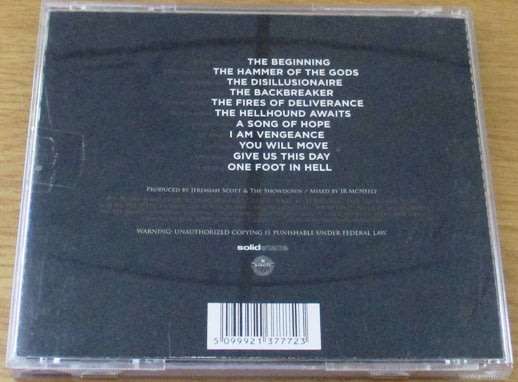 THE BEGINNING
THE HAMMER OF THE GODS
THE DISILLUSIONAIRE
THE BACKBREAKER
THE FIRES OF DELIVERANCE
THE HELLHOUND AWAITS
A SONG OF HOPE
I AM VENGEANCE
YOU WILL MOVE
GIVE US THIS DAY
ONE FOOT IN HELL
PRODUCED BY JEREMIAH SCOTT & THE SHOWDOWN / MIXED BY JR MCNEELY
WARNING: UNAUTHORIZED COPYING IS PUNISHABLE UNDER FEDERAL LAW.
solidstate
5 099921 377723